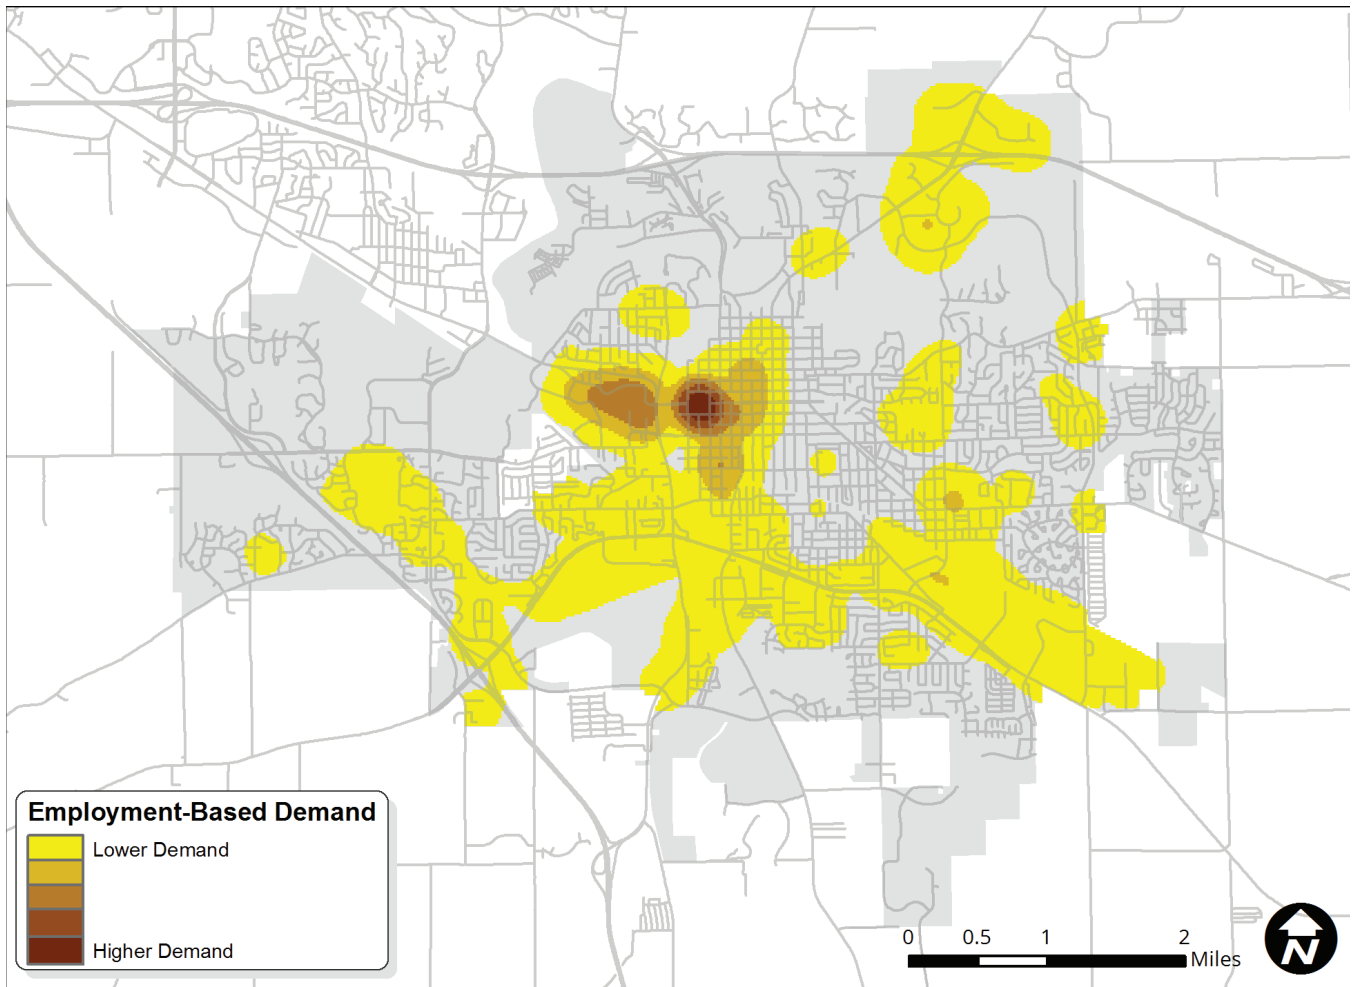 Employment-Based Demand
Lower Demand
Higher Demand
0 0.5 1 2
Miles
N